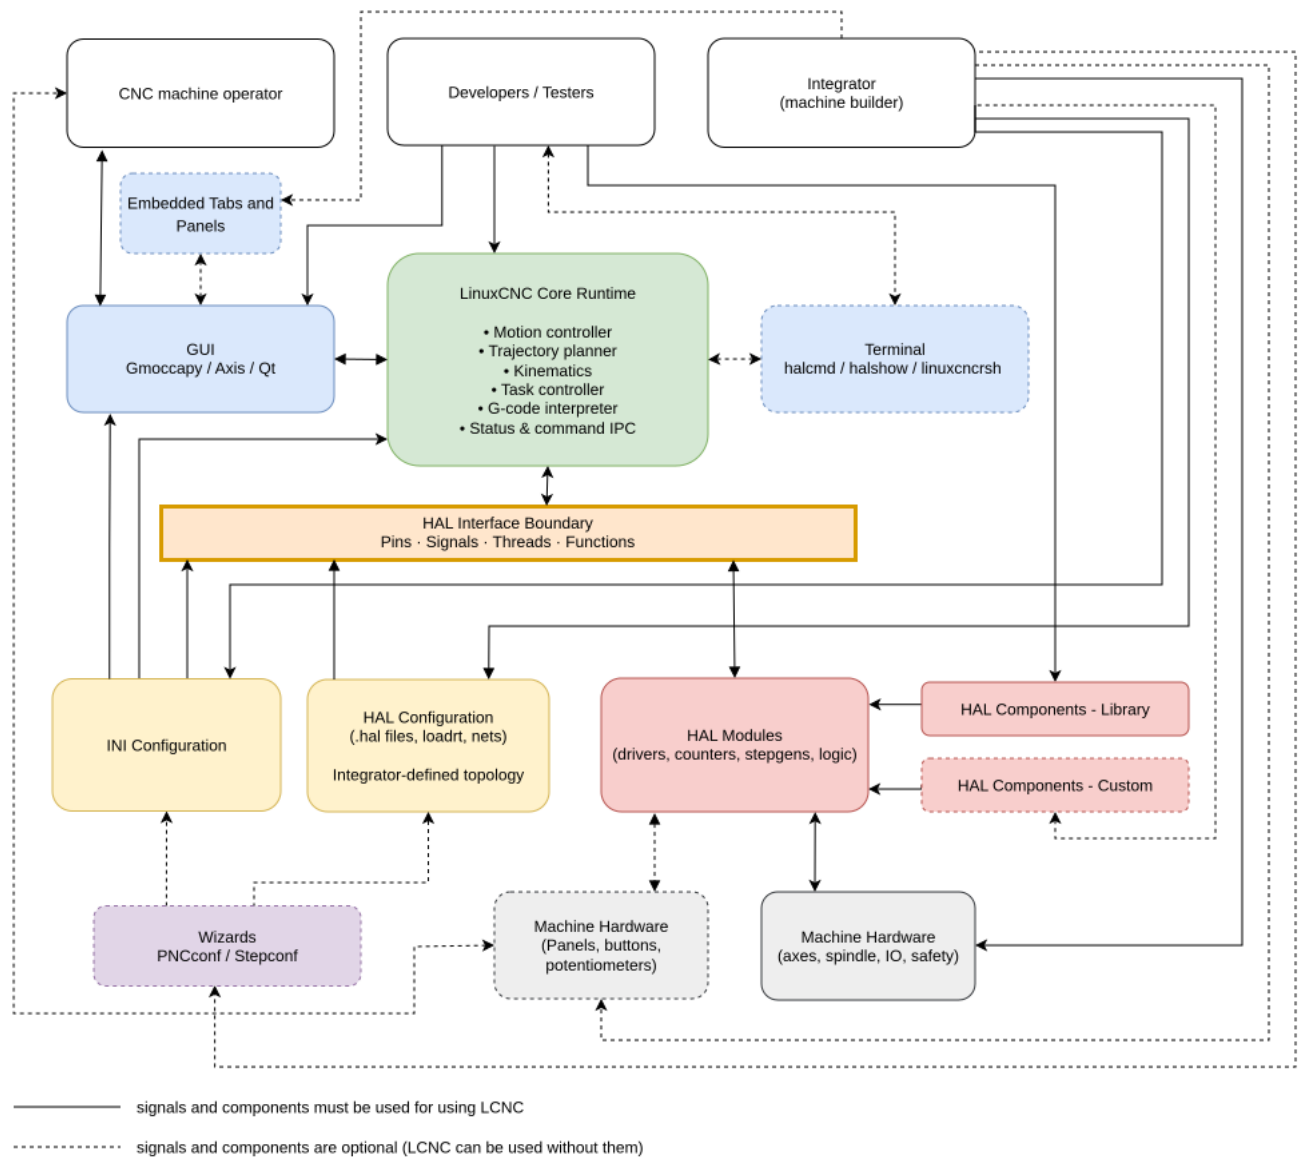 CNC machine operator
Developers / Testers
Integrator
(machine builder)
Embedded Tabs and
Panels
GUI
Gmoccapy / Axis / Qt
LinuxCNC Core Runtime
• Motion controller
• Trajectory planner
• Kinematics
• Task controller
• G-code interpreter
• Status & command IPC
Terminal
halcmd / halshow / linuxcncrsh
HAL Interface Boundary
Pins · Signals · Threads · Functions
INI Configuration
HAL Configuration
(.hal files, loadrt, nets)
Integrator-defined topology
HAL Modules
(drivers, counters, stepgens, logic)
HAL Components - Library
HAL Components - Custom
Wizards
PNCconf / Stepconf
Machine Hardware
(Panels, buttons,
potentiometers)
Machine Hardware
(axes, spindle, IO, safety)
signals and components must be used for using LCNC
signals and components are optional (LCNC can be used without them)